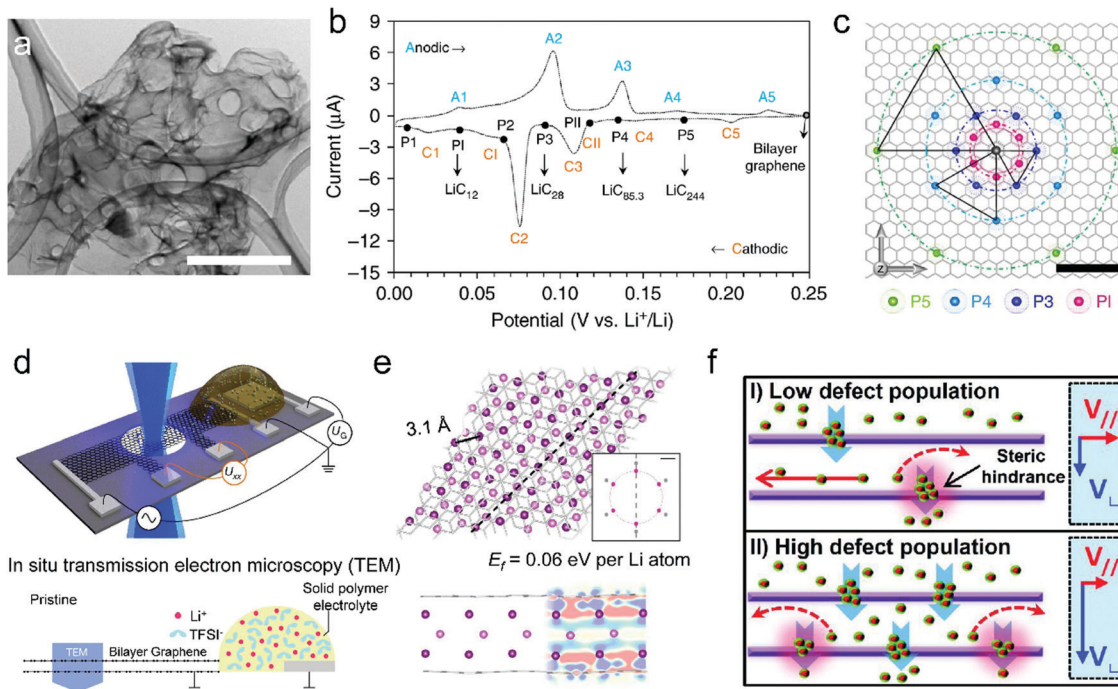 a
b
Anodic →
A1
A2
A3
A4
A5
6
3
0
−3
−6
−9
−12
−15
Current (µA)
P1
PI
P2
P3
PII
P4
P5
C1
CI
C2
C3
CII
C4
C5
LiC12
LiC28
LiC85.3
LiC244
Bilayer
graphene
← Cathodic
0.00
0.05
0.10
0.15
0.20
0.25
Potential (V vs. Li+/Li)
c
Z
P5
P4
P3
PI
d
UG
Uxx
In situ transmission electron microscopy (TEM)
Pristine
Li+
TFSI-
Solid polymer
electrolyte
TEM
Bilayer Graphene
e
3.1 Å
Ef = 0.06 eV per Li atom
f
I) Low defect population
Steric
hindrance
V//
V⊥
II) High defect population
V//
V⊥